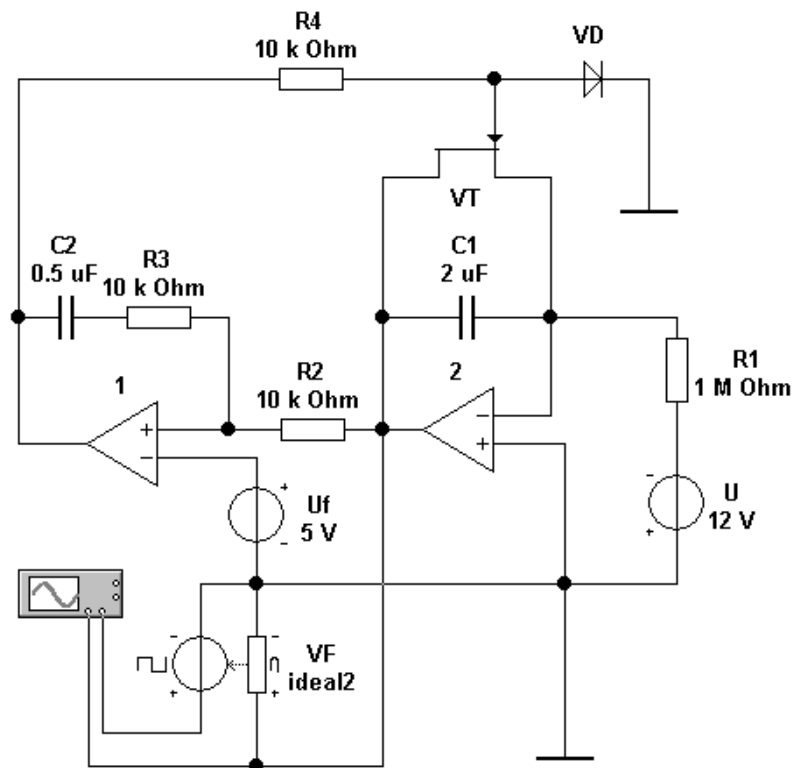 R4
10 k Ohm
VD
VT
C2
0.5 uF
R3
10 k Ohm
C1
2 uF
1
R2
10 k Ohm
2
R1
1 M Ohm
+
−
−
+
+
Uf
5 V
-
-
U
12 V
+
-
+
VF
ideal2
-
+